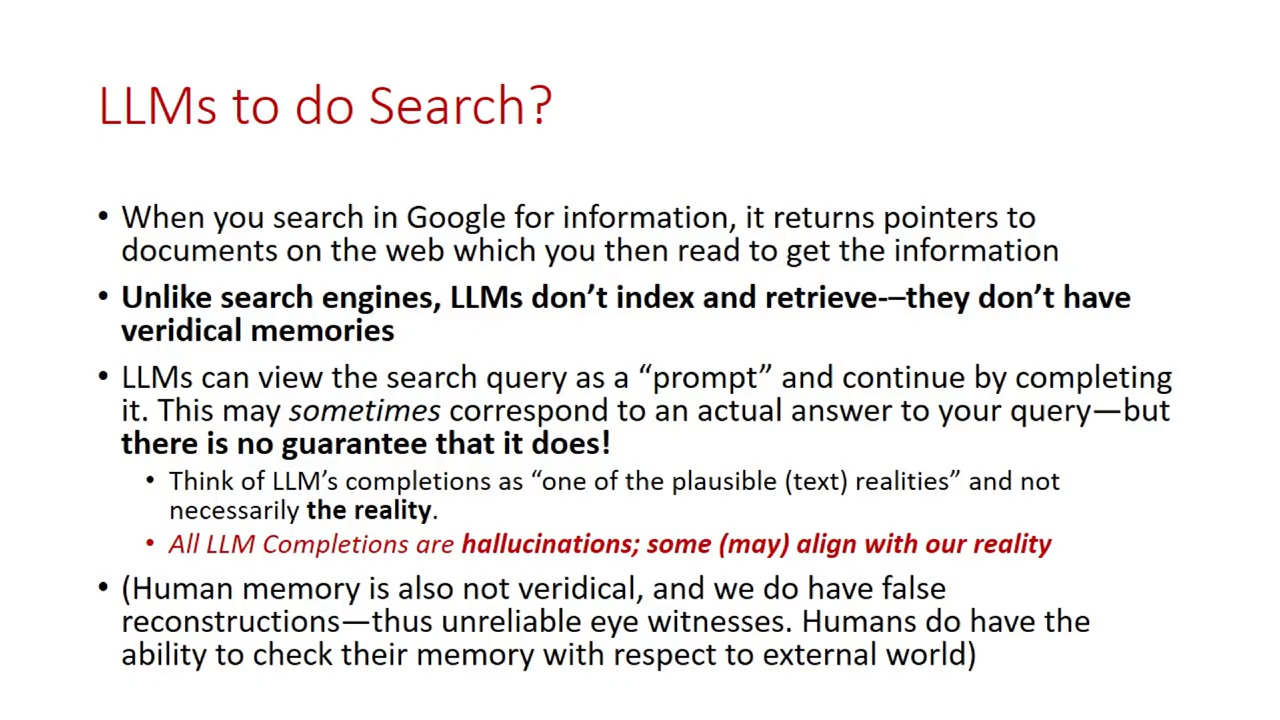 LLMs to do Search?
• When you search in Google for information, it returns pointers to
documents on the web which you then read to get the information
• Unlike search engines, LLMs don’t index and retrieve-–they don’t have
veridical memories
• LLMs can view the search query as a “prompt” and continue by completing
it. This may sometimes correspond to an actual answer to your query—but
there is no guarantee that it does!
• Think of LLM’s completions as “one of the plausible (text) realities” and not
necessarily the reality.
• All LLM Completions are hallucinations; some (may) align with our reality
• (Human memory is also not veridical, and we do have false
reconstructions—thus unreliable eye witnesses. Humans do have the
ability to check their memory with respect to external world)